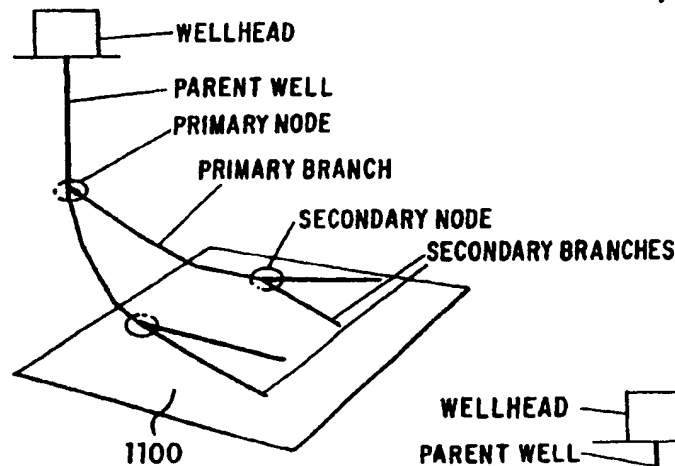 WELLHEAD
PARENT WELL
PRIMARY NODE
PRIMARY BRANCH
SECONDARY NODE
SECONDARY BRANCHES
1100
WELLHEAD
PARENT WELL